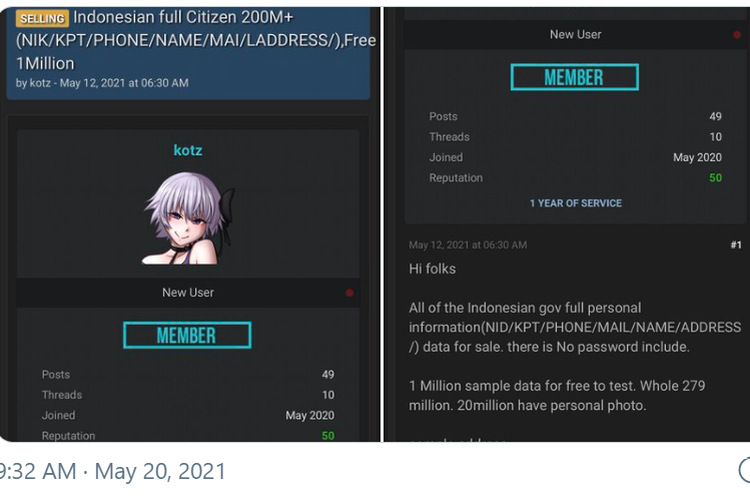 SELLING Indonesian full Citizen 200M+
(NIK/KPT/PHONE/NAME/MAI/LADDRESS/),Free
1Million
by kotz - May 12, 2021 at 06:30 AM
kotz
New User
MEMBER
Posts 49
Threads 10
Joined May 2020
Reputation 50
New User
MEMBER
Posts 49
Threads 10
Joined May 2020
Reputation 50
1 YEAR OF SERVICE
May 12, 2021 at 06:30 AM #1
Hi folks
All of the Indonesian gov full personal
information(NID/KPT/PHONE/MAIL/NAME/ADDRESS
/) data for sale. there is No password include.
1 Million sample data for free to test. Whole 279
million. 20million have personal photo.
9:32 AM · May 20, 2021